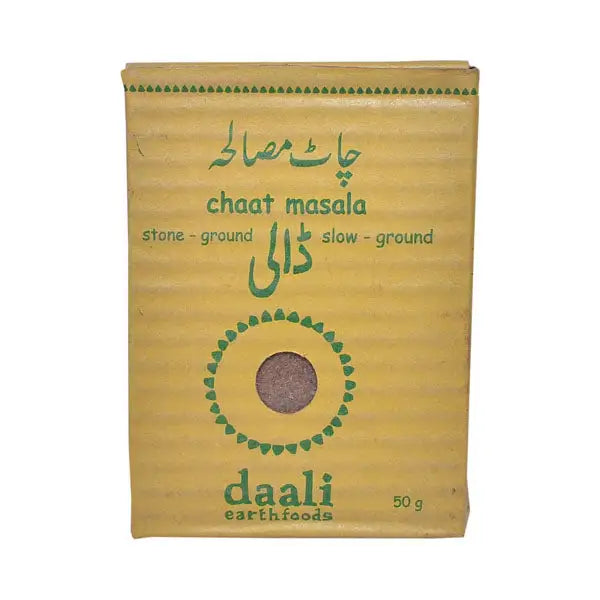 چاٹ مصالحہ
chaat masala
stone - ground ڈالی slow - ground
daali
earthfoods
50 g